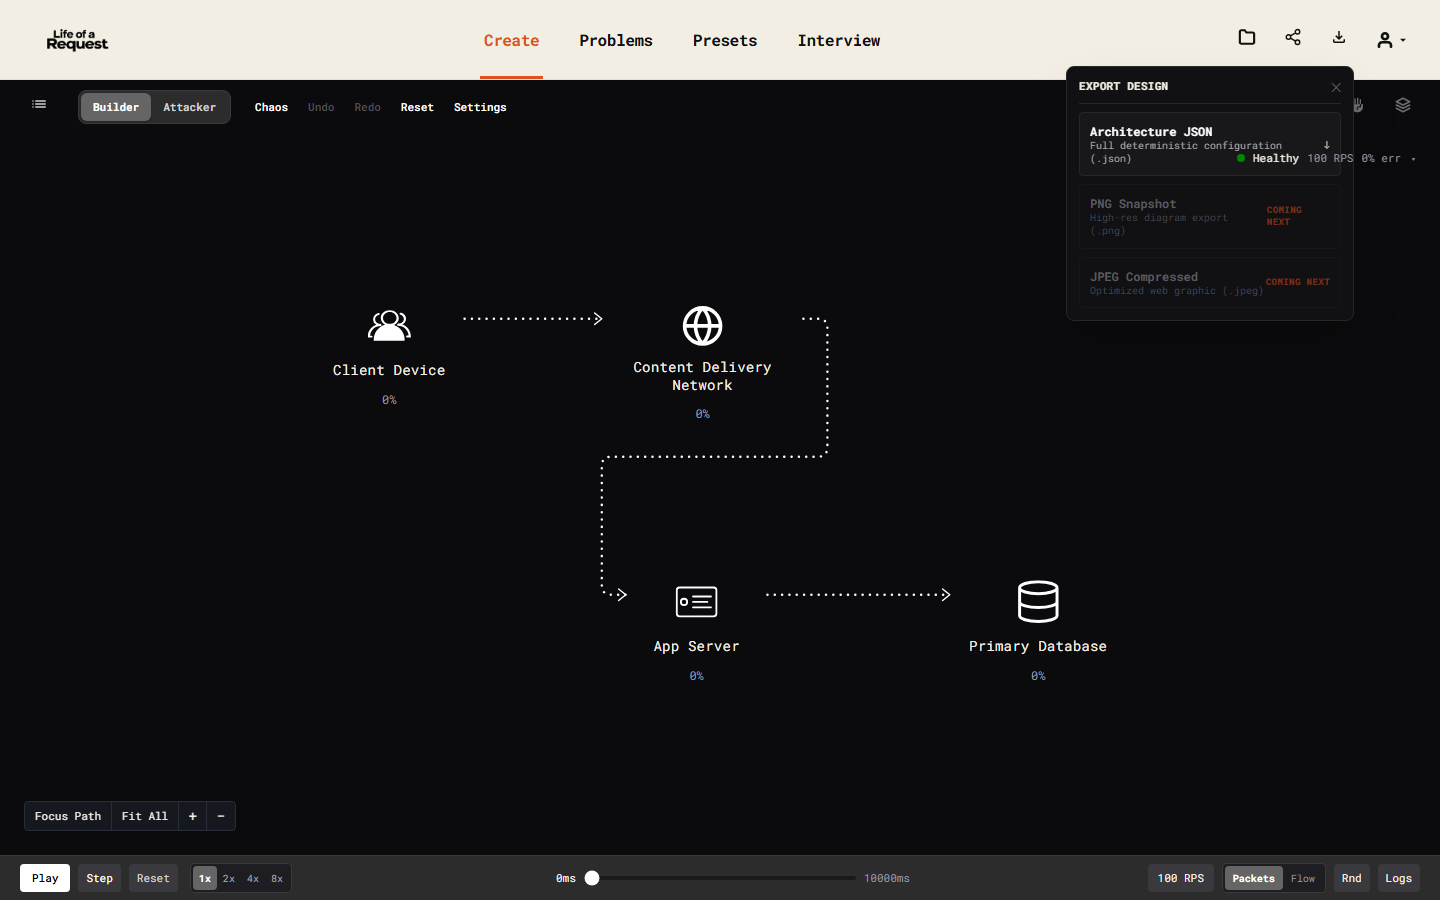 Life of a
Request
Create
Problems
Presets
Interview
Builder
Attacker
Chaos
Undo
Redo
Reset
Settings
EXPORT DESIGN
Architecture JSON
Full deterministic configuration
(.json)
↓
Healthy
100 RPS
0% err
PNG Snapshot
High-res diagram export
(.png)
COMING
NEXT
JPEG Compressed
Optimized web graphic (.jpeg)
COMING NEXT
Client Device
0%
Content Delivery
Network
0%
App Server
0%
Primary Database
0%
Focus Path
Fit All
+
−
Play
Step
Reset
1x
2x
4x
8x
0ms
10000ms
100 RPS
Packets
Flow
Rnd
Logs